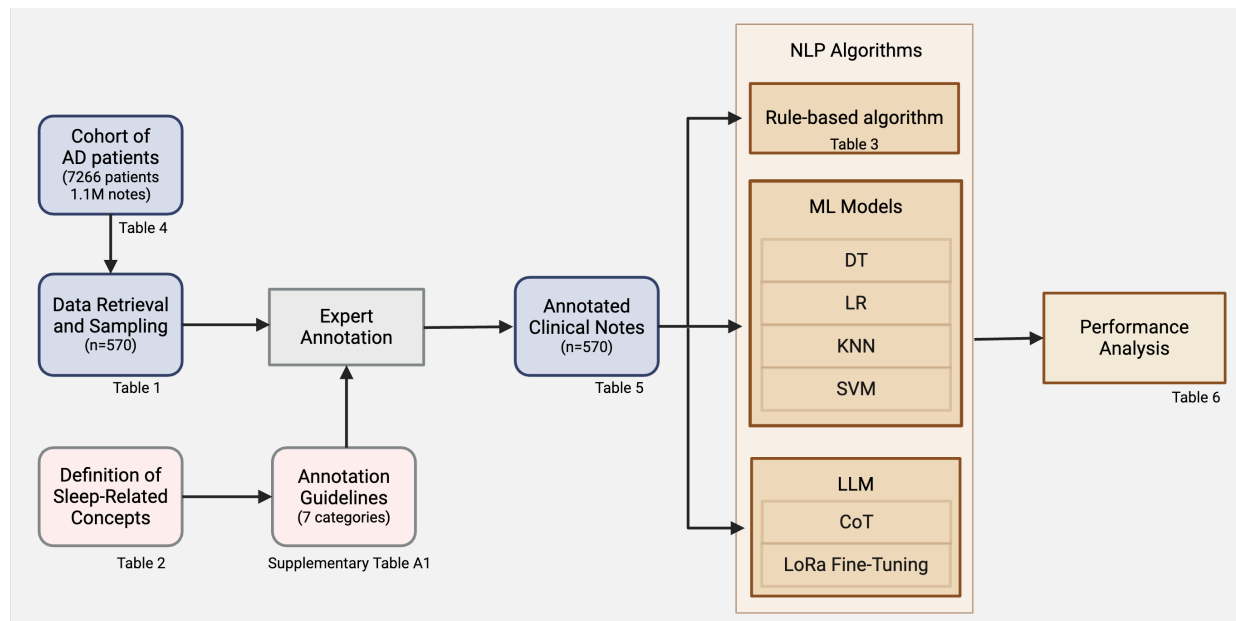 Cohort of
AD patients
(7266 patients
1.1M notes)
Table 4
Data Retrieval
and Sampling
(n=570)
Table 1
Definition of
Sleep-Related
Concepts
Table 2
Annotation
Guidelines
(7 categories)
Supplementary Table A1
Expert
Annotation
Annotated
Clinical Notes
(n=570)
Table 5
NLP Algorithms
Rule-based algorithm
Table 3
ML Models
DT
LR
KNN
SVM
LLM
CoT
LoRa Fine-Tuning
Performance
Analysis
Table 6